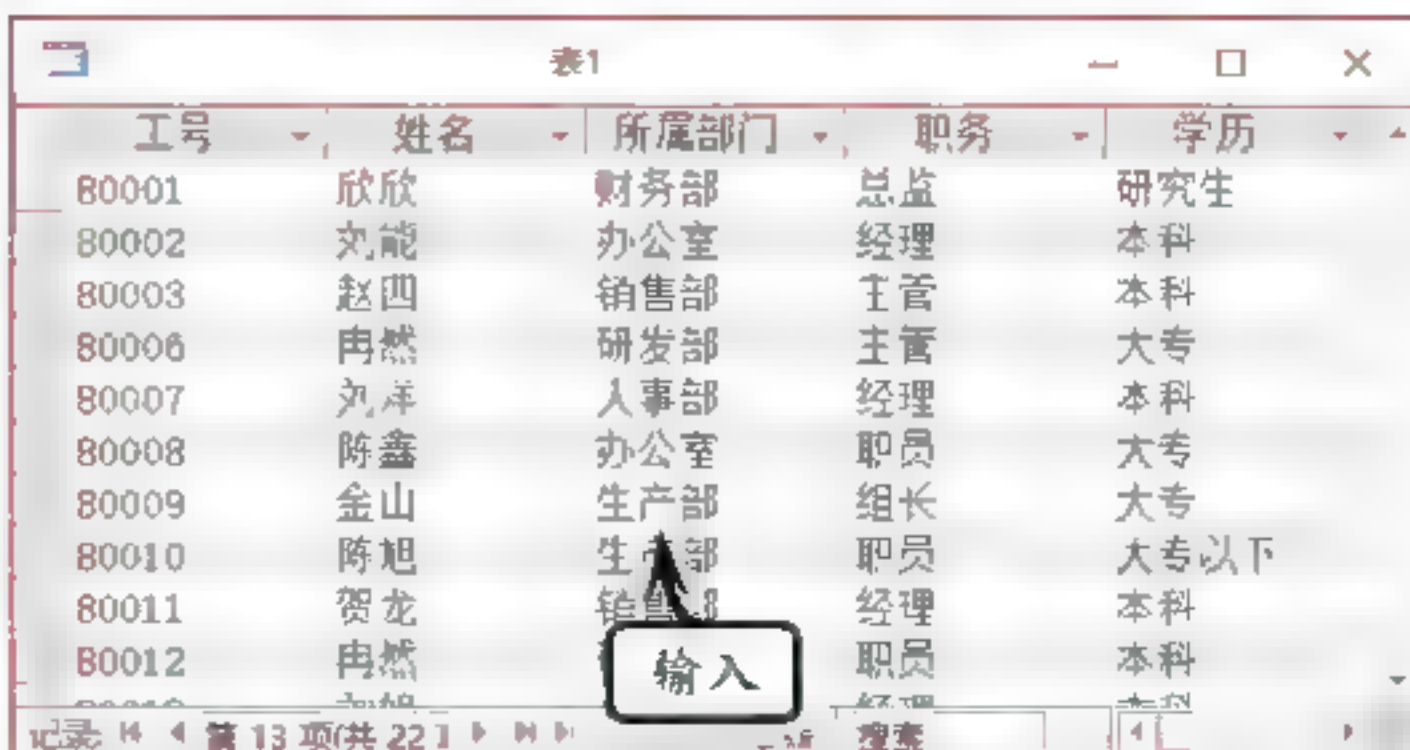 表1
工号 姓名 所属部门 职务 学历
80001 欣欣 财务部 总监 研究生
80002 刘能 办公室 经理 本科
80003 赵四 销售部 主管 本科
80006 冉然 研发部 主管 大专
80007 刘洋 人事部 经理 本科
80008 陈鑫 办公室 职员 大专
80009 金山 生产部 组长 大专
80010 陈旭 生产部 职员 大专以下
80011 贺龙 销售部 经理 本科
80012 冉然 职员 本科
输入
记录: 第 13 项(共 22 搜索